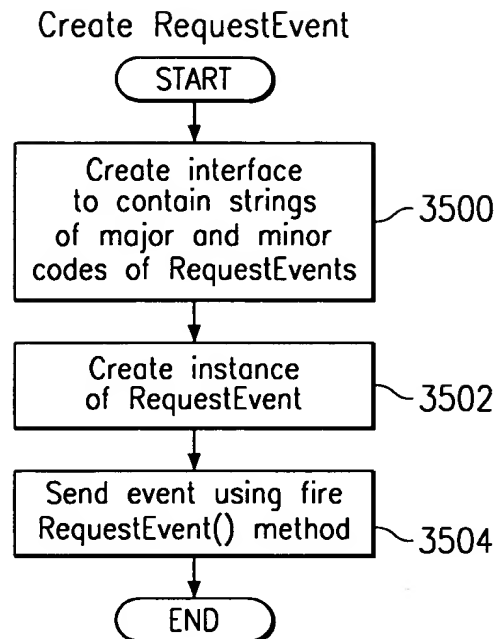 Create RequestEvent
START
Create interface
to contain strings
of major and minor
codes of RequestEvents
3500
Create instance
of RequestEvent
3502
Send event using fire
RequestEvent() method
3504
END